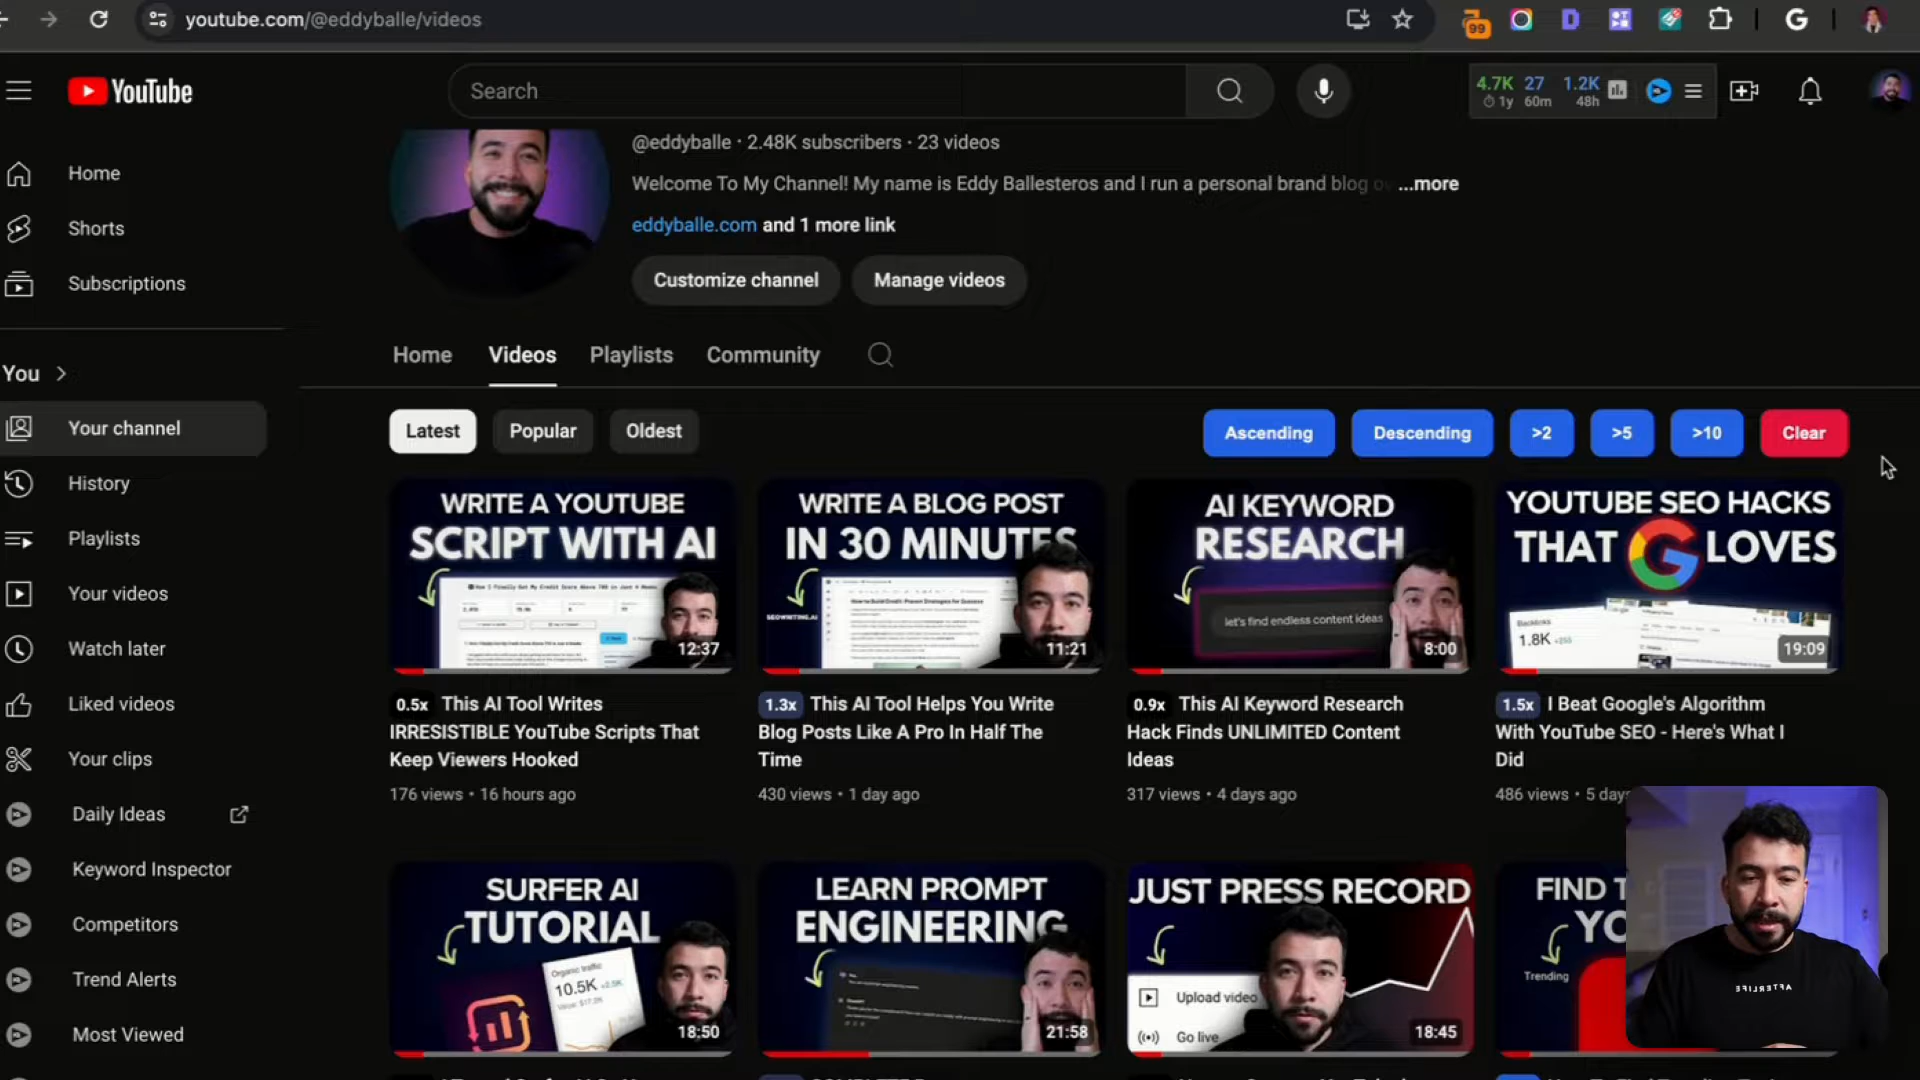 youtube.com/@eddyballe/videos
99
YouTube
Search
4.7K 27 1.2K
1y 60m 48h
@eddyballe · 2.48K subscribers · 23 videos
Welcome To My Channel! My name is Eddy Ballesteros and I run a personal brand blog ...more
eddyballe.com and 1 more link
Customize channel
Manage videos
Home
Shorts
Subscriptions
You
Your channel
History
Playlists
Your videos
Watch later
Liked videos
Your clips
Daily Ideas
Keyword Inspector
Competitors
Trend Alerts
Most Viewed
Home
Videos
Playlists
Community
Latest
Popular
Oldest
Ascending
Descending
>2
>5
>10
Clear
WRITE A YOUTUBE
SCRIPT WITH AI
12:37
0.5x This AI Tool Writes
IRRESISTIBLE YouTube Scripts That
Keep Viewers Hooked
176 views • 16 hours ago
WRITE A BLOG POST
IN 30 MINUTES
SEOWRITING.AI
11:21
1.3x This AI Tool Helps You Write
Blog Posts Like A Pro In Half The
Time
430 views • 1 day ago
AI KEYWORD
RESEARCH
let's find endless content ideas
8:00
0.9x This AI Keyword Research
Hack Finds UNLIMITED Content
Ideas
317 views • 4 days ago
YOUTUBE SEO HACKS
THAT G LOVES
Backlinks
1.8K +255
19:09
1.5x I Beat Google's Algorithm
With YouTube SEO - Here's What I
Did
486 views • 5 days
SURFER AI
TUTORIAL
Organic traffic
10.5K +2.5K
18:50
LEARN PROMPT
ENGINEERING
21:58
JUST PRESS RECORD
Upload video
Go live
18:45
FIND
YO
Trending
AFTERLIFE